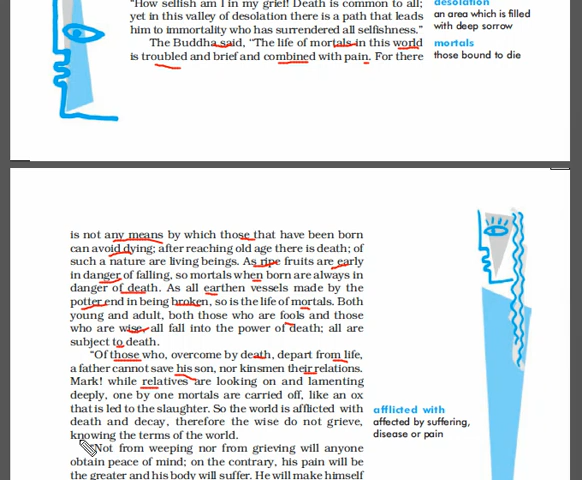 "How selfish am I in my grief! Death is common to all;
yet in this valley of desolation there is a path that leads
him to immortality who has surrendered all selfishness."
The Buddha said, "The life of mortals in this world
is troubled and brief and combined with pain. For there
desolation
an area which is filled
with deep sorrow
mortals
those bound to die
is not any means by which those that have been born
can avoid dying; after reaching old age there is death; of
such a nature are living beings. As ripe fruits are early
in danger of falling, so mortals when born are always in
danger of death. As all earthen vessels made by the
potter end in being broken, so is the life of mortals. Both
young and adult, both those who are fools and those
who are wise, all fall into the power of death; all are
subject to death.
"Of those who, overcome by death, depart from life,
a father cannot save his son, nor kinsmen their relations.
Mark! while relatives are looking on and lamenting
deeply, one by one mortals are carried off, like an ox
that is led to the slaughter. So the world is afflicted with
death and decay, therefore the wise do not grieve,
knowing the terms of the world.
afflicted with
affected by suffering,
disease or pain
Not from weeping nor from grieving will anyone
obtain peace of mind; on the contrary, his pain will be
the greater and his body will suffer. He will make himself